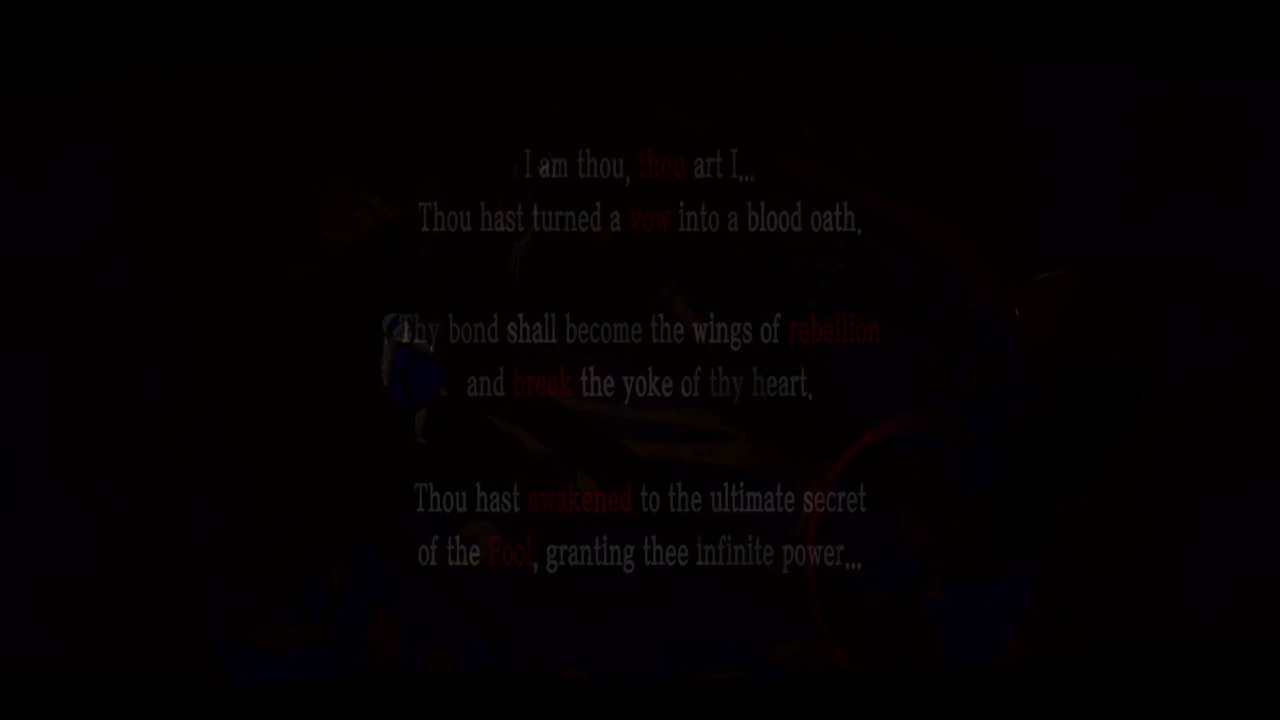 I am thou, thou art I...
Thou hast turned a vow into a blood oath.
Thy bond shall become the wings of rebellion
and break the yoke of thy heart.
Thou hast awakened to the ultimate secret
of the Fool, granting thee infinite power...